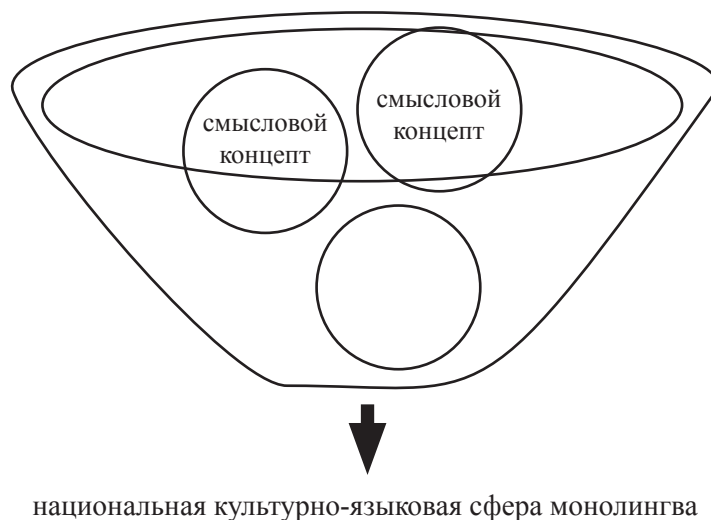 смысловой
концепт
смысловой
концепт
национальная культурно-языковая сфера монолингва